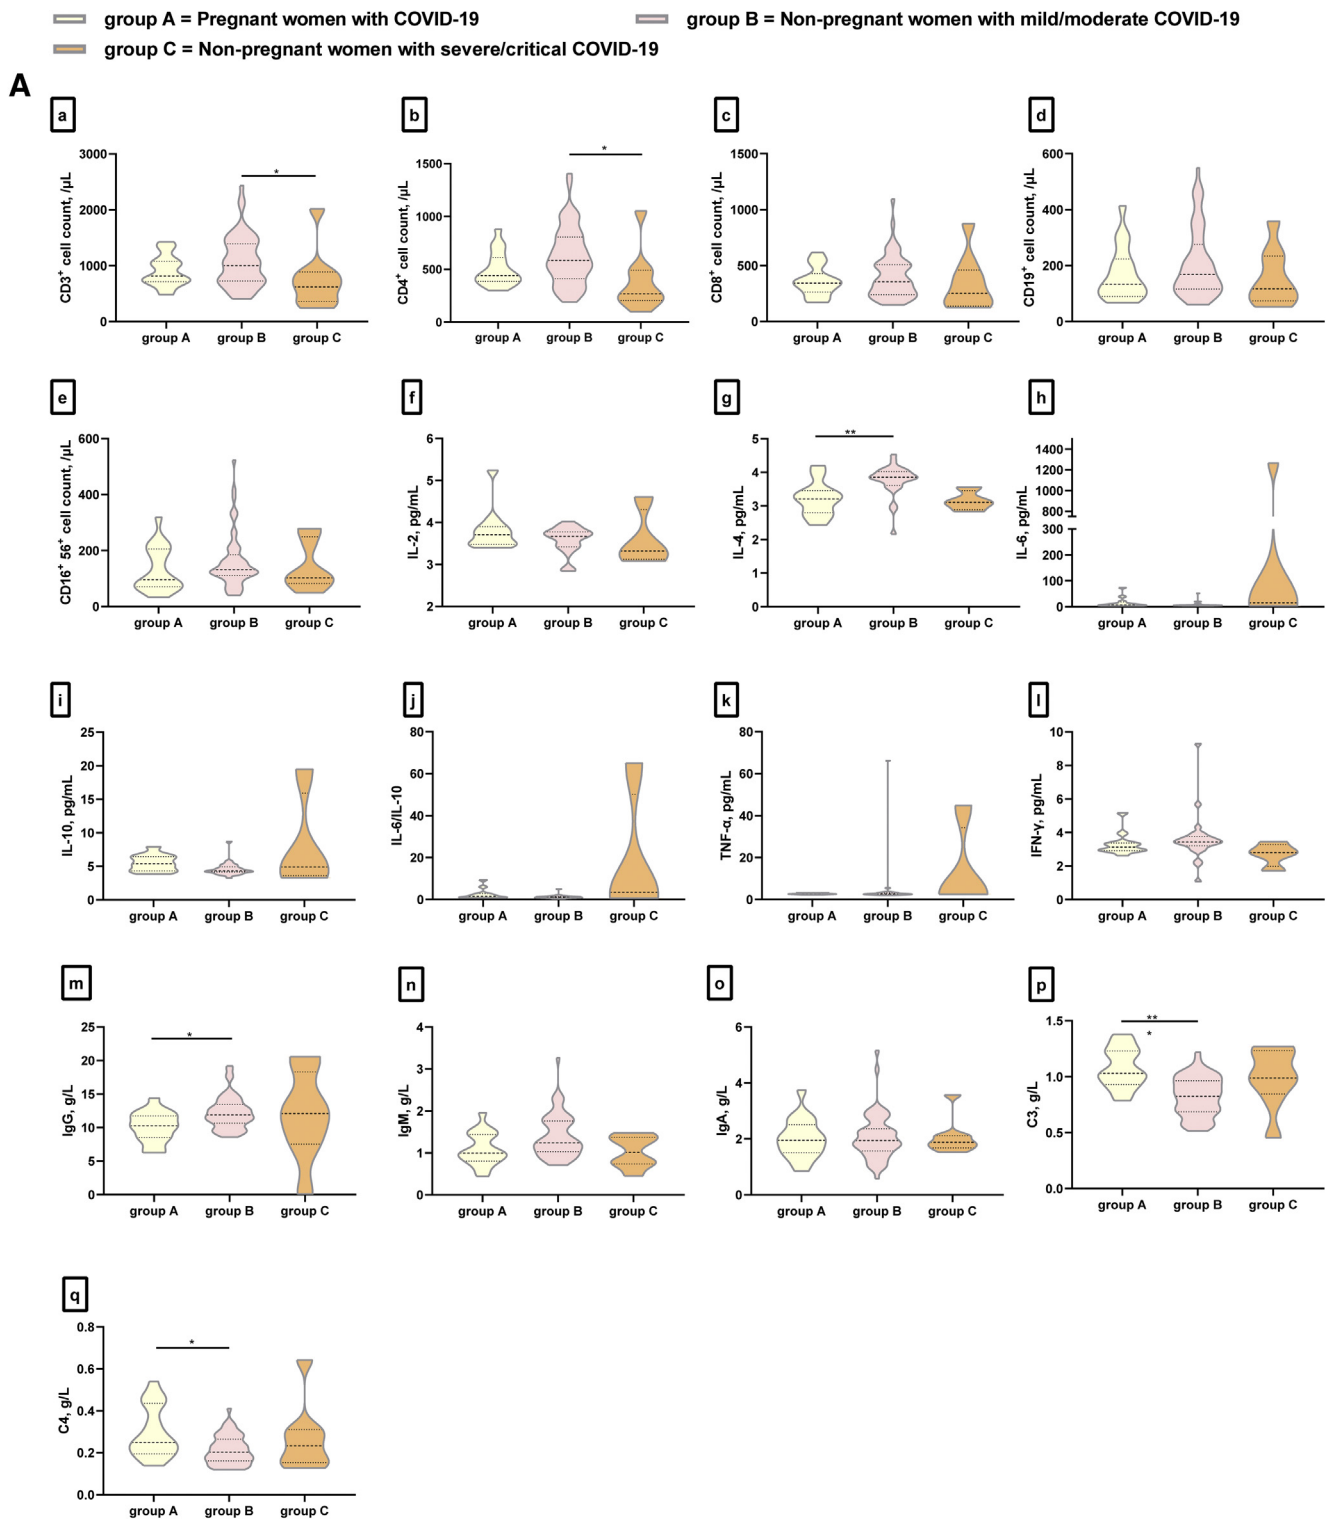 group A = Pregnant women with COVID-19
group B = Non-pregnant women with mild/moderate COVID-19
group C = Non-pregnant women with severe/critical COVID-19
A
a
CD3⁺ cell count, /μL
3000
2000
1000
0
*
group A group B group C
b
CD4⁺ cell count, /μL
1500
1000
500
0
*
group A group B group C
c
CD8⁺ cell count, /μL
1500
1000
500
0
group A group B group C
d
CD19⁺ cell count, /μL
600
400
200
0
group A group B group C
e
CD16⁺ 56⁺ cell count, /μL
600
400
200
0
group A group B group C
f
IL-2, pg/mL
6
5
4
3
2
group A group B group C
g
IL-4, pg/mL
5
4
3
2
1
0
**
group A group B group C
h
IL-6, pg/mL
1400
1200
1000
800
300
200
100
0
group A group B group C
i
IL-10, pg/mL
25
20
15
10
5
0
group A group B group C
j
IL-6/IL-10
80
60
40
20
0
group A group B group C
k
TNF-α, pg/mL
80
60
40
20
0
group A group B group C
l
IFN-γ, pg/mL
10
8
6
4
2
0
group A group B group C
m
IgG, g/L
25
20
15
10
5
0
*
group A group B group C
n
IgM, g/L
4
3
2
1
0
group A group B group C
o
IgA, g/L
6
4
2
0
group A group B group C
p
C3, g/L
1.5
1.0
0.5
0.0
**
*
group A group B group C
q
C4, g/L
0.8
0.6
0.4
0.2
0.0
*
group A group B group C